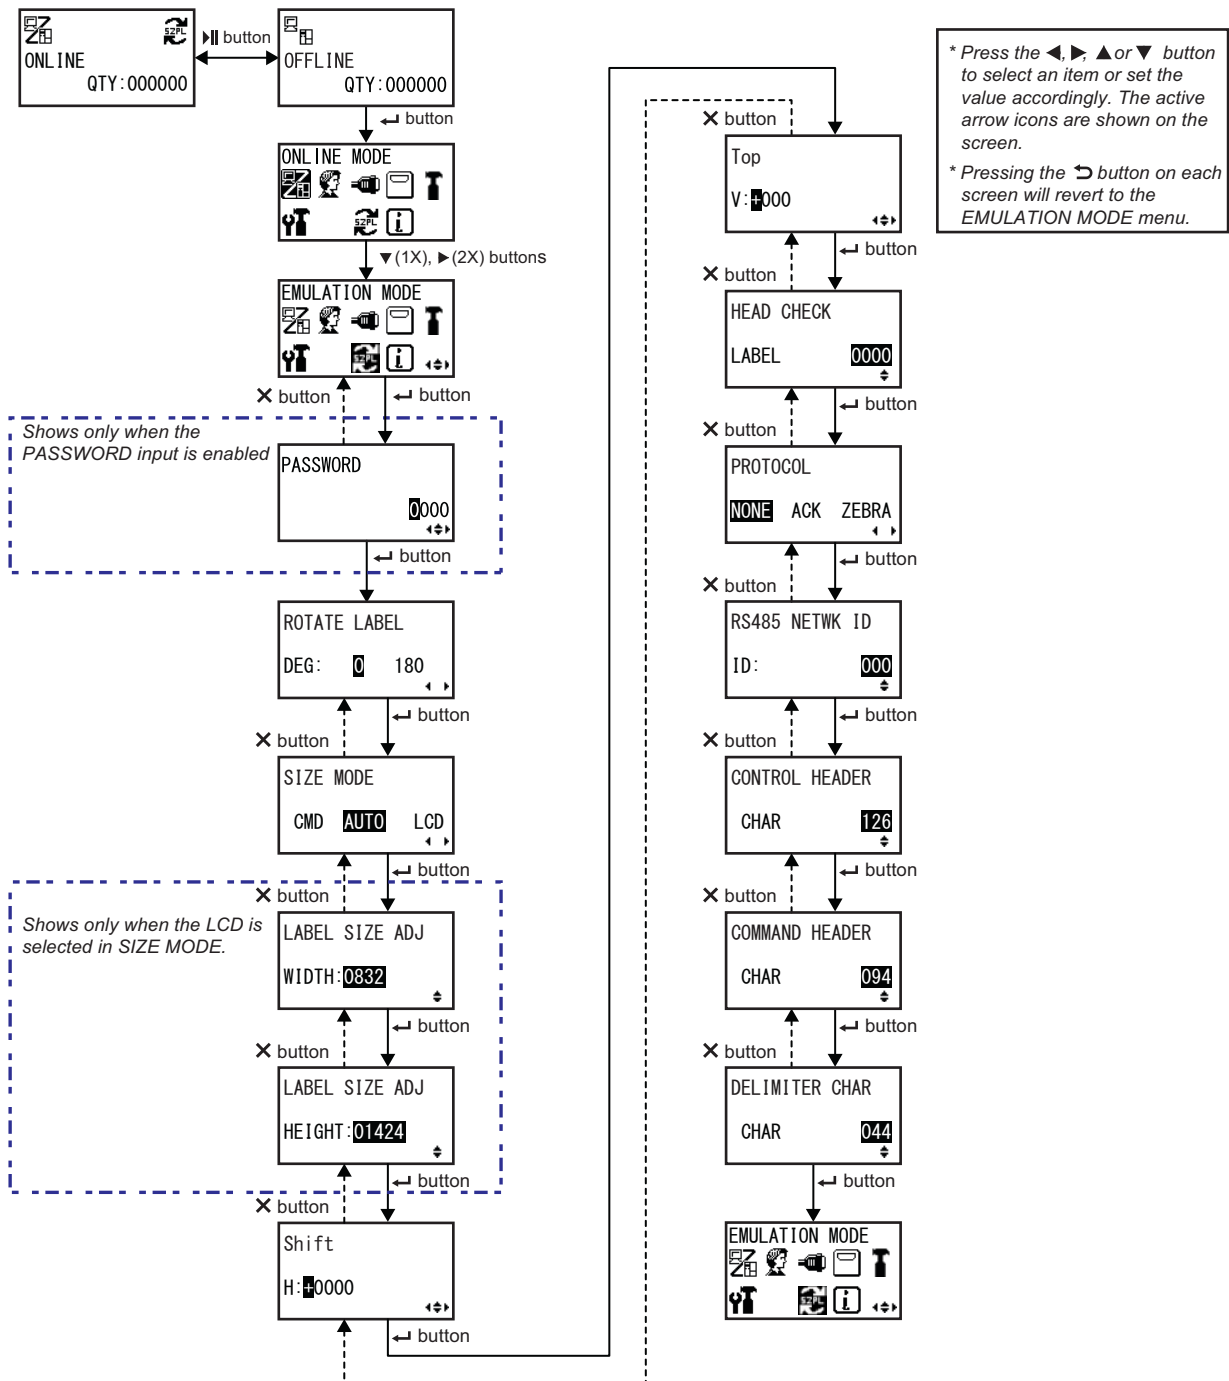 SZPL
ONLINE
QTY:000000
button
OFFLINE
QTY:000000
button
ONLINE MODE
SZPL
i
▼(1X), ▶(2X) buttons
EMULATION MODE
SZPL
i
✕ button
button
Shows only when the
PASSWORD input is enabled
PASSWORD
0000
button
ROTATE LABEL
DEG: 0 180
button
✕ button
SIZE MODE
CMD AUTO LCD
button
✕ button
Shows only when the LCD is
selected in SIZE MODE.
LABEL SIZE ADJ
WIDTH:0832
button
✕ button
LABEL SIZE ADJ
HEIGHT:01424
button
✕ button
Shift
H:+0000
button
✕ button
Top
V:+000
button
✕ button
HEAD CHECK
LABEL 0000
button
✕ button
PROTOCOL
NONE ACK ZEBRA
button
✕ button
RS485 NETWK ID
ID: 000
button
✕ button
CONTROL HEADER
CHAR 126
button
✕ button
COMMAND HEADER
CHAR 094
button
✕ button
DELIMITER CHAR
CHAR 044
button
EMULATION MODE
SZPL
i
* Press the ◀, ▶, ▲ or ▼ button
to select an item or set the
value accordingly. The active
arrow icons are shown on the
screen.
* Pressing the ⮌ button on each
screen will revert to the
EMULATION MODE menu.